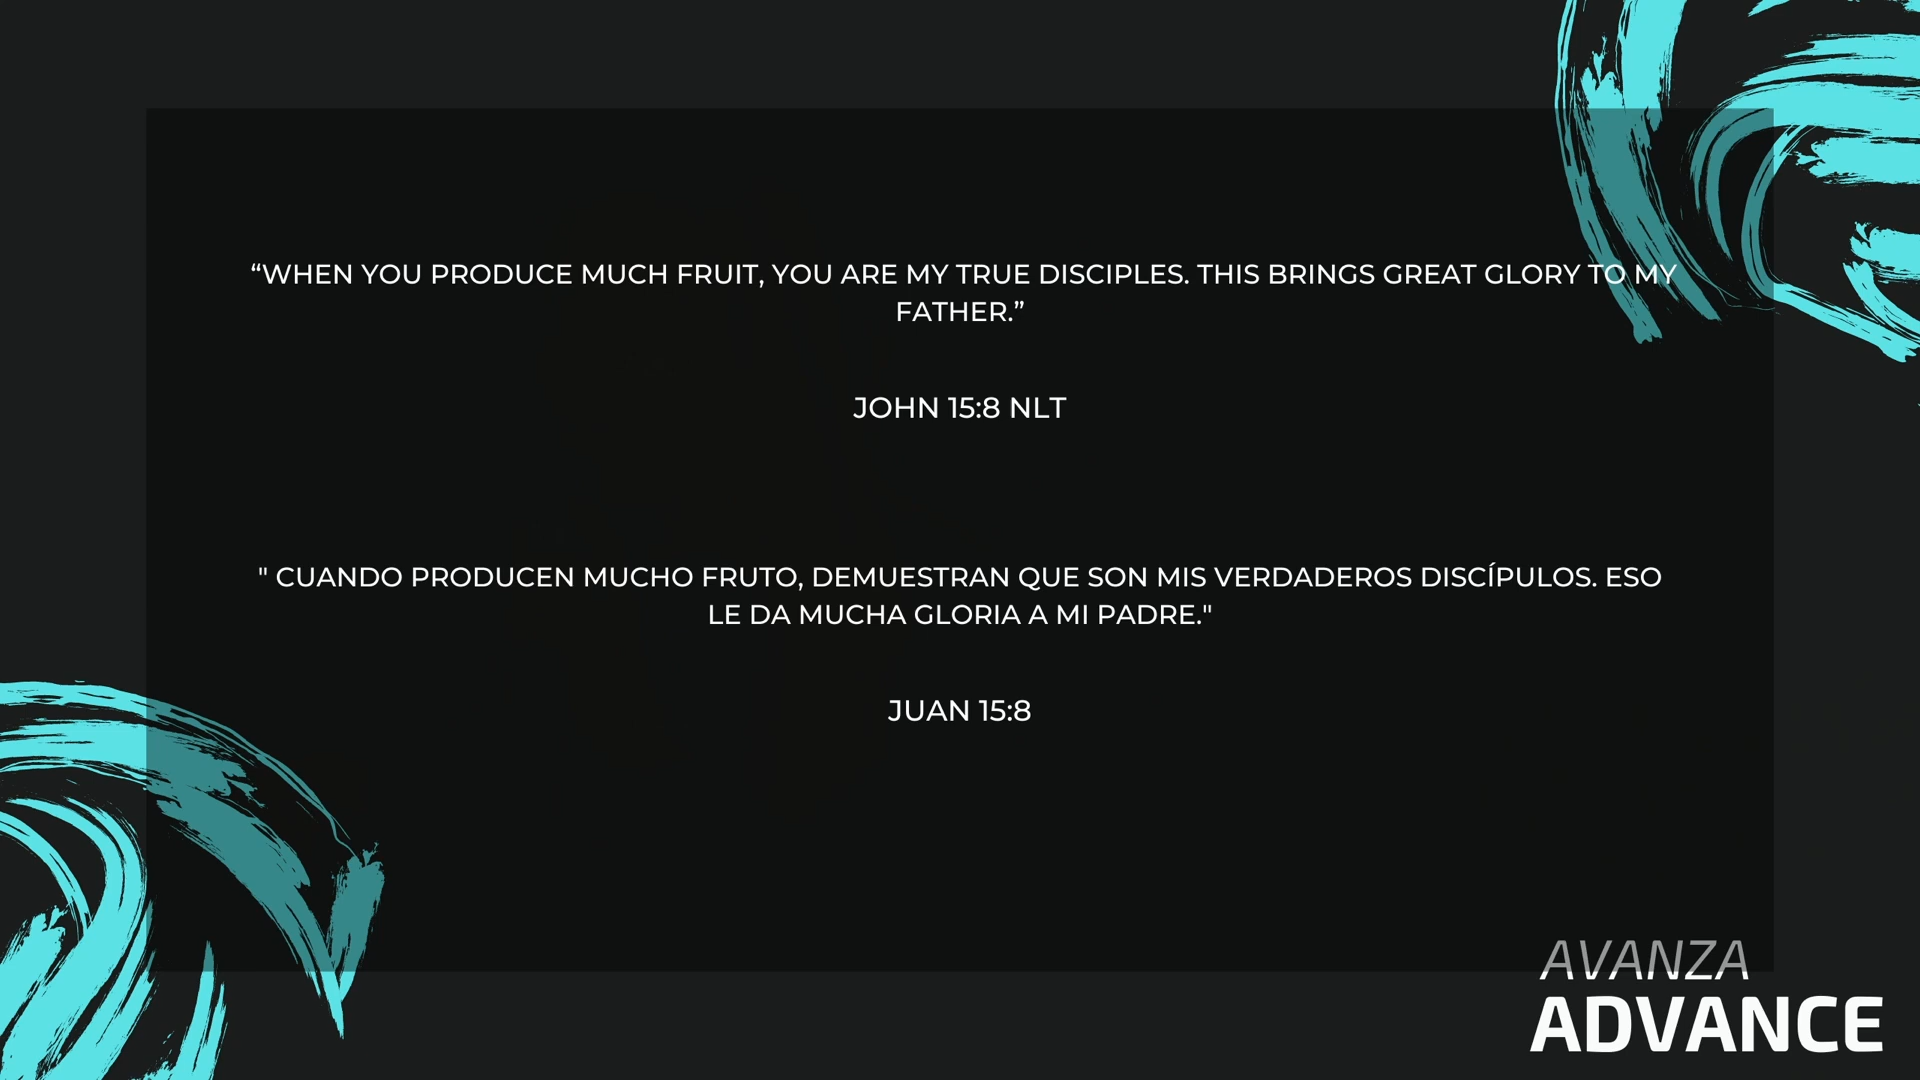 “WHEN YOU PRODUCE MUCH FRUIT, YOU ARE MY TRUE DISCIPLES. THIS BRINGS GREAT GLORY TO MY
FATHER.”
JOHN 15:8 NLT
" CUANDO PRODUCEN MUCHO FRUTO, DEMUESTRAN QUE SON MIS VERDADEROS DISCÍPULOS. ESO
LE DA MUCHA GLORIA A MI PADRE."
JUAN 15:8
AVANZA
ADVANCE